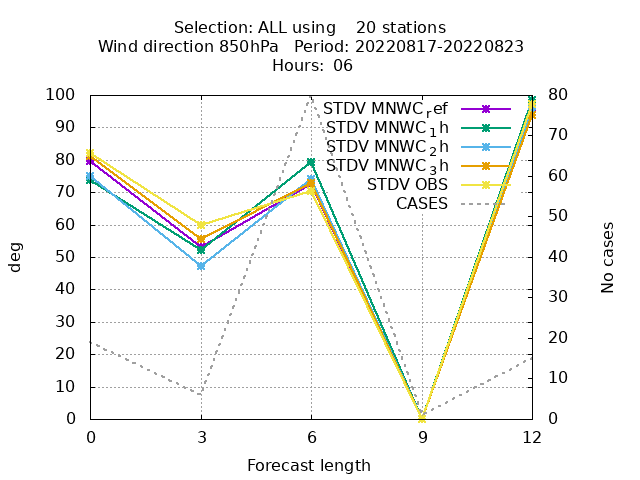 Selection: ALL using 20 stations
Wind direction 850hPa Period: 20220817-20220823
Hours: 06
STDV MNWC_ref
STDV MNWC_1h
STDV MNWC_2h
STDV MNWC_3h
STDV OBS
CASES
100
90
80
70
60
50
40
30
20
10
0
80
70
60
50
40
30
20
10
0
deg
No cases
0 3 6 9 12
Forecast length